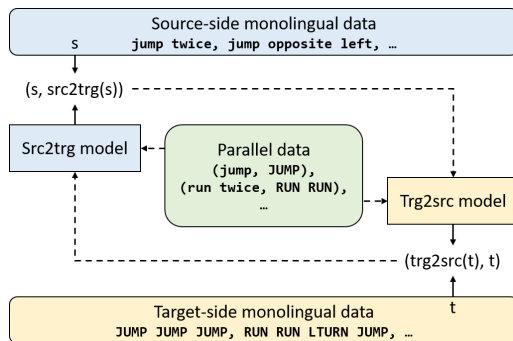 Source-side monolingual data
jump twice, jump opposite left, …
s
(s, src2trg(s))
Src2trg model
Parallel data
(jump, JUMP),
(run twice, RUN RUN),
…
Trg2src model
(trg2src(t), t)
t
Target-side monolingual data
JUMP JUMP JUMP, RUN RUN LTURN JUMP, …